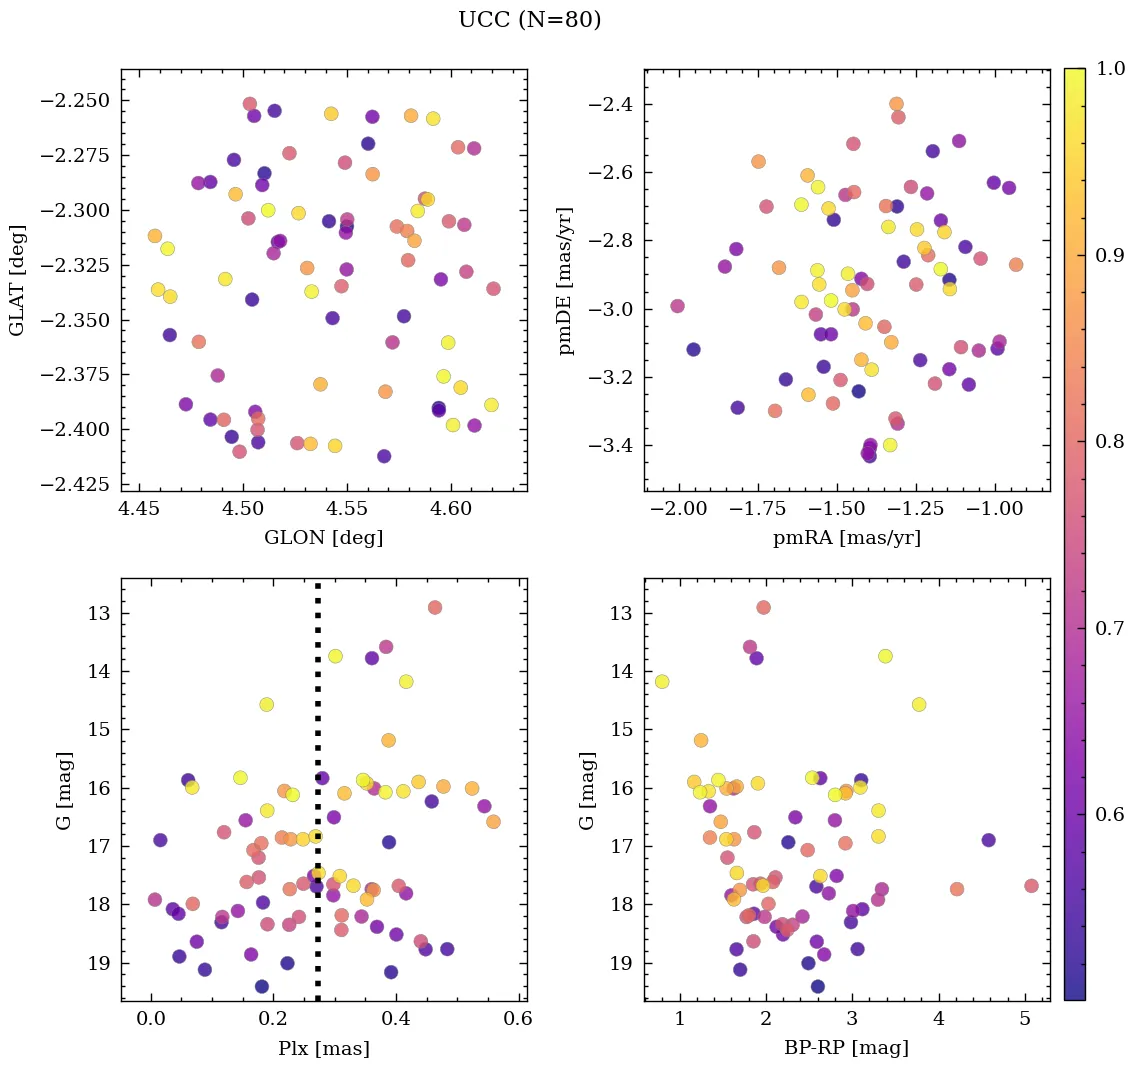 UCC (N=80)
−2.250
−2.275
−2.300
−2.325
−2.350
−2.375
−2.400
−2.425
GLAT [deg]
4.45 4.50 4.55 4.60
GLON [deg]
−2.4
−2.6
−2.8
−3.0
−3.2
−3.4
pmDE [mas/yr]
−2.00 −1.75 −1.50 −1.25 −1.00
pmRA [mas/yr]
1.0
0.9
0.8
0.7
0.6
13
14
15
16
17
18
19
G [mag]
0.0 0.2 0.4 0.6
Plx [mas]
13
14
15
16
17
18
19
G [mag]
1 2 3 4 5
BP-RP [mag]